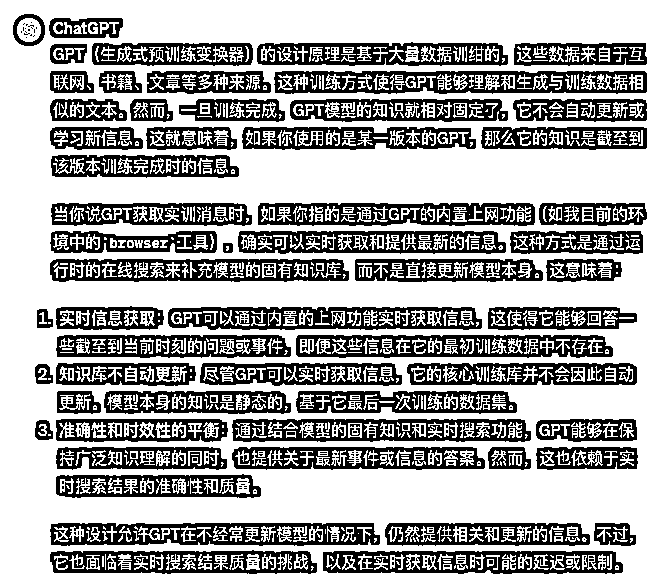 ChatGPT
GPT（生成式预训练变换器）的设计原理是基于大量数据训组的，这些数据来自于互
联网、书籍、文章等多种来源。这种训练方式使得GPT能够理解和生成与训练数据相
似的文本。然而，一旦训练完成，GPT模型的知识就相对固定了，它不会自动更新或
学习新信息。这就意味着，如果你使用的是某一版本的GPT，那么它的知识是截至到
该版本训练完成时的信息。
当你说GPT获取实训消息时，如果你指的是通过GPT的内置上网功能（如我目前的环
境中的`browser`工具），确实可以实时获取和提供最新的信息。这种方式是通过运
行时的在线搜索来补充模型的固有知识库，而不是直接更新模型本身。这意味着：
1. 实时信息获取：GPT可以通过内置的上网功能实时获取信息，这使得它能够回答一
些截至到当前时刻的问题或事件，即便这些信息在它的最初训练数据中不存在。
2. 知识库不自动更新：尽管GPT可以实时获取信息，它的核心训练库并不会因此自动
更新。模型本身的知识是静态的，基于它最后一次训练的数据集。
3. 准确性和时效性的平衡：通过结合模型的固有知识和实时搜索功能，GPT能够在保
持广泛知识理解的同时，也提供关于最新事件或信息的答案。然而，这也依赖于实
时搜索结果的准确性和质量。
这种设计允许GPT在不经常更新模型的情况下，仍然提供相关和更新的信息。不过，
它也面临着实时搜索结果质量的挑战，以及在实时获取信息时可能的延迟或限制。